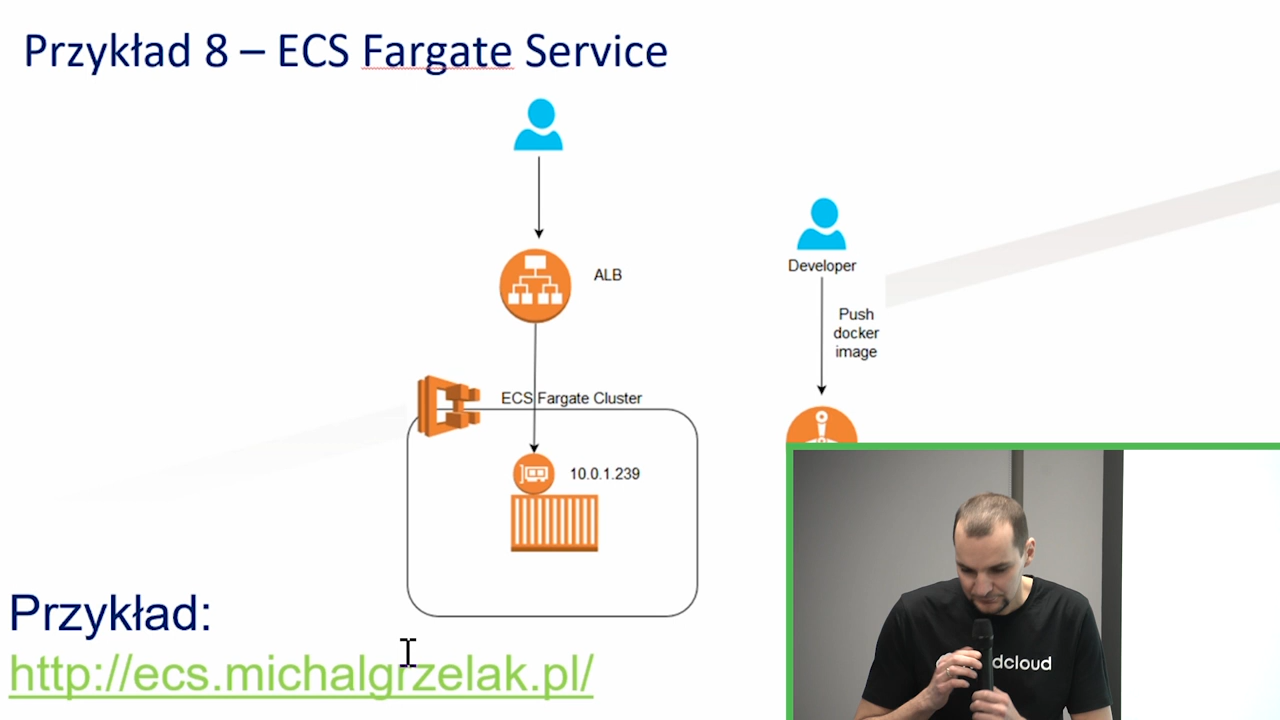 Przykład 8 – ECS Fargate Service
ALB
Developer
Push
docker
image
ECS Fargate Cluster
10.0.1.239
Przykład:
http://ecs.michalgrzelak.pl/
dcloud